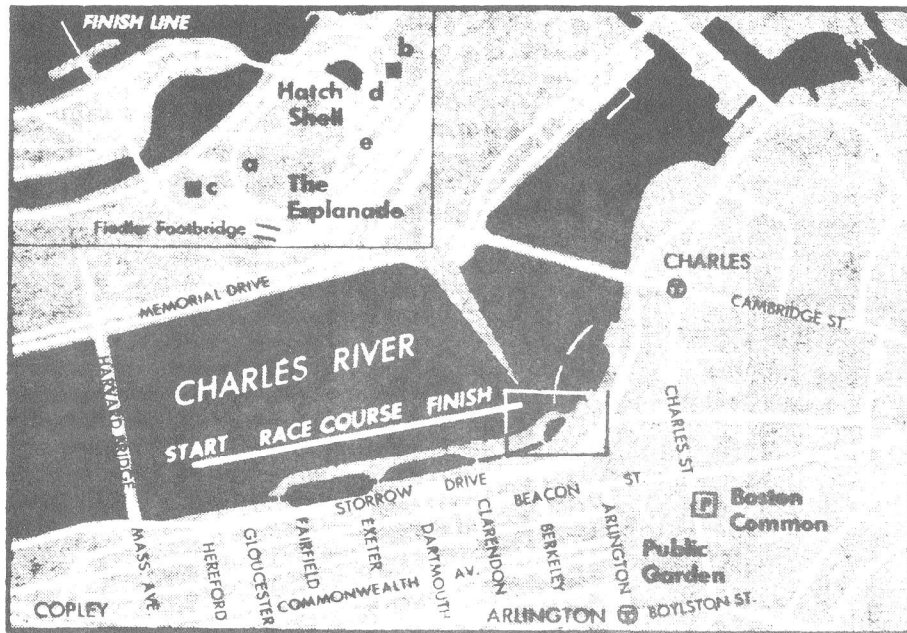 FINISH LINE
b
Hatch
Shell
d
e
a
c
The
Esplanade
Fiedler Footbridge
MEMORIAL DRIVE
CHARLES
T
CAMBRIDGE ST.
HARVARD BRIDGE
CHARLES RIVER
START RACE COURSE FINISH
CHARLES ST
STORROW DRIVE
BEACON ST.
P
Boston
Common
MASS AVE
HEREFORD
GLOUCESTER
FAIRFIELD
EXETER
DARTMOUTH
CLARENDON
BERKELEY
ARLINGTON
Public
Garden
COMMONWEALTH AV.
COPLEY
ARLINGTON T BOYLSTON ST.